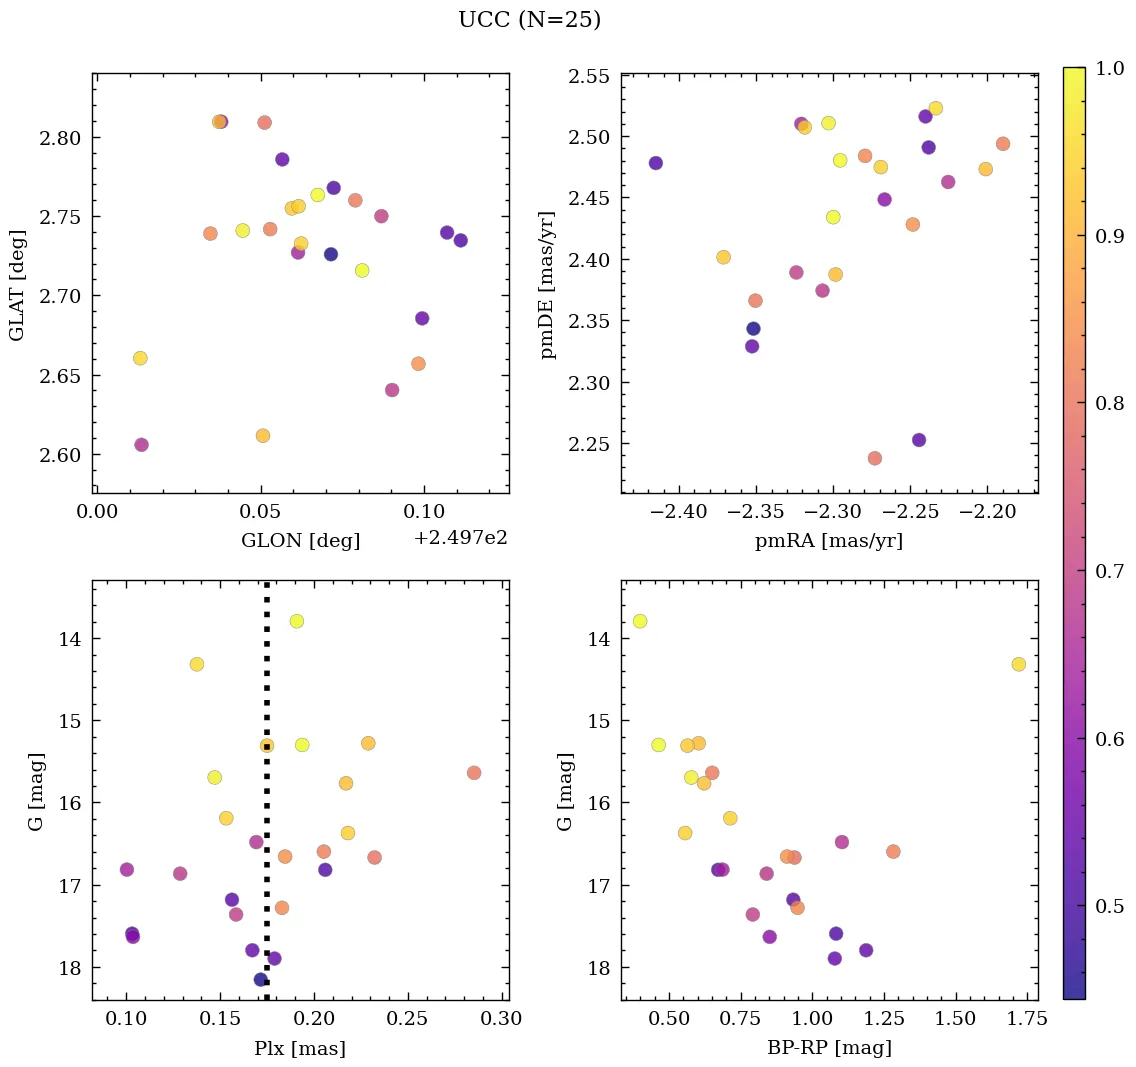 UCC (N=25)
2.80
2.75
2.70
2.65
2.60
GLAT [deg]
0.00 0.05 0.10
GLON [deg] +2.497e2
2.55
2.50
2.45
2.40
2.35
2.30
2.25
pmDE [mas/yr]
−2.40 −2.35 −2.30 −2.25 −2.20
pmRA [mas/yr]
14
15
16
17
18
G [mag]
0.10 0.15 0.20 0.25 0.30
Plx [mas]
14
15
16
17
18
G [mag]
0.50 0.75 1.00 1.25 1.50 1.75
BP-RP [mag]
1.0
0.9
0.8
0.7
0.6
0.5